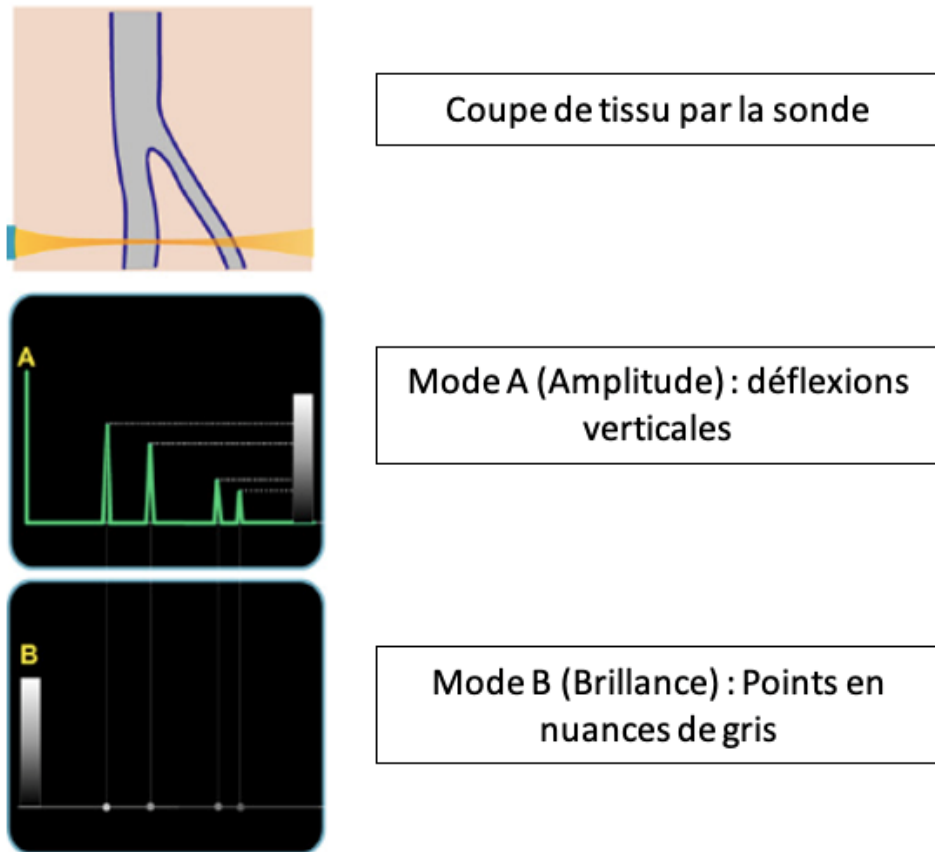 Coupe de tissu par la sonde
A
Mode A (Amplitude) : déflexions
verticales
B
Mode B (Brillance) : Points en
nuances de gris